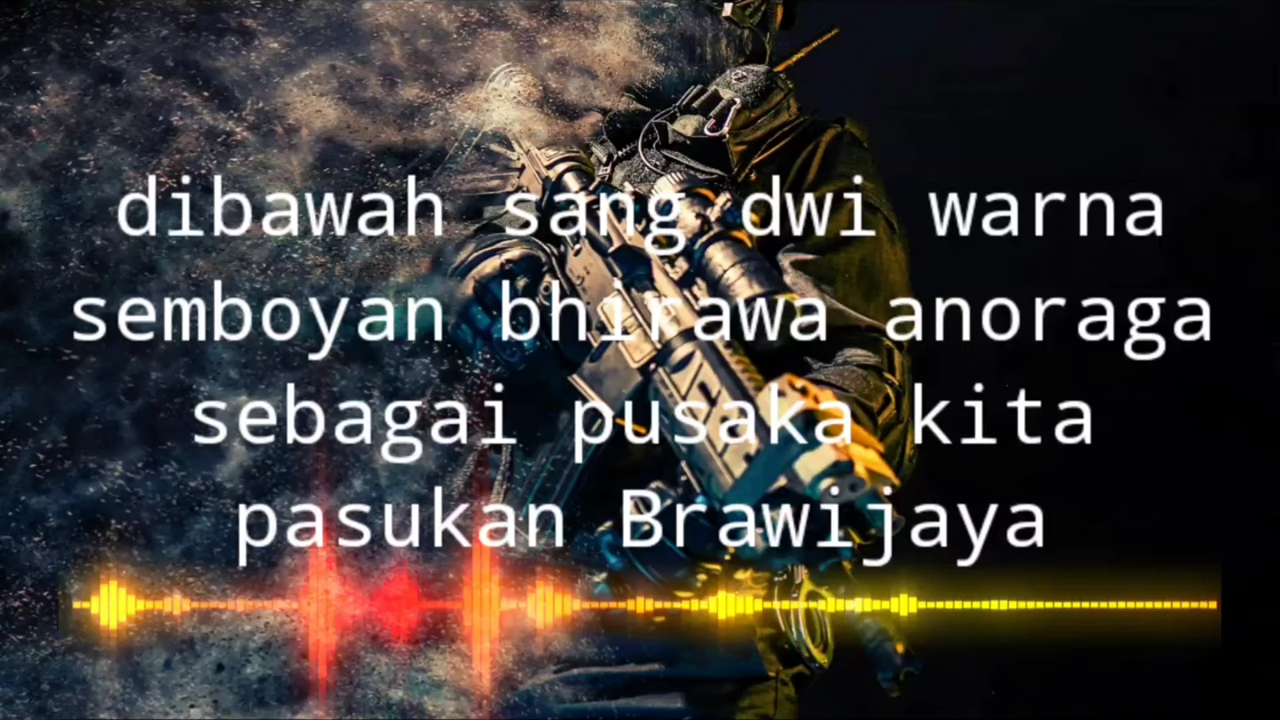 dibawah sang dwi warna
semboyan bhirawa anoraga
sebagai pusaka kita
pasukan Brawijaya